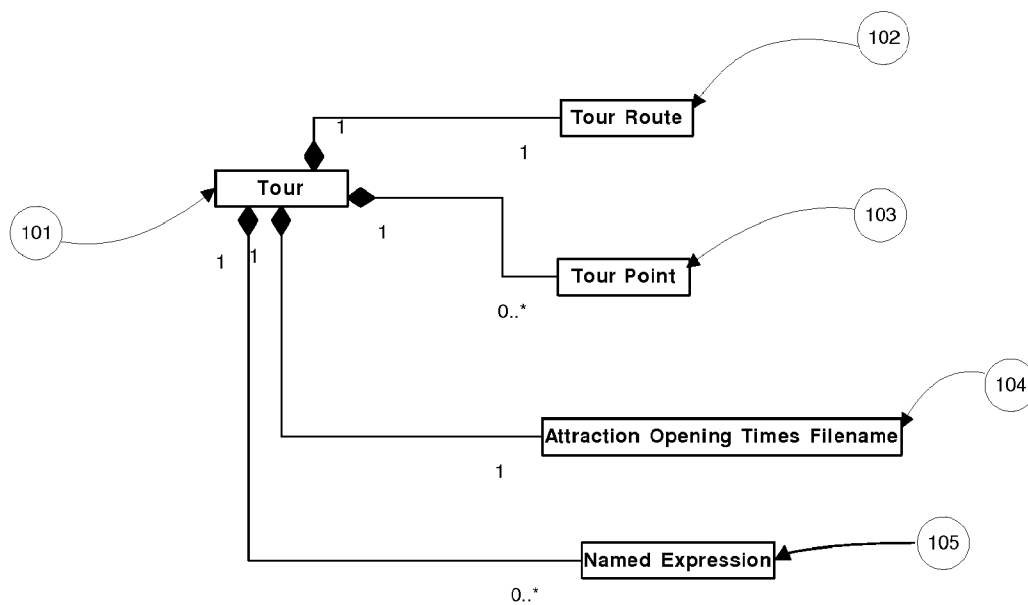 102
Tour Route
1
1
Tour
103
101
1
1
1
Tour Point
0..*
104
Attraction Opening Times Filename
1
105
Named Expression
0..*